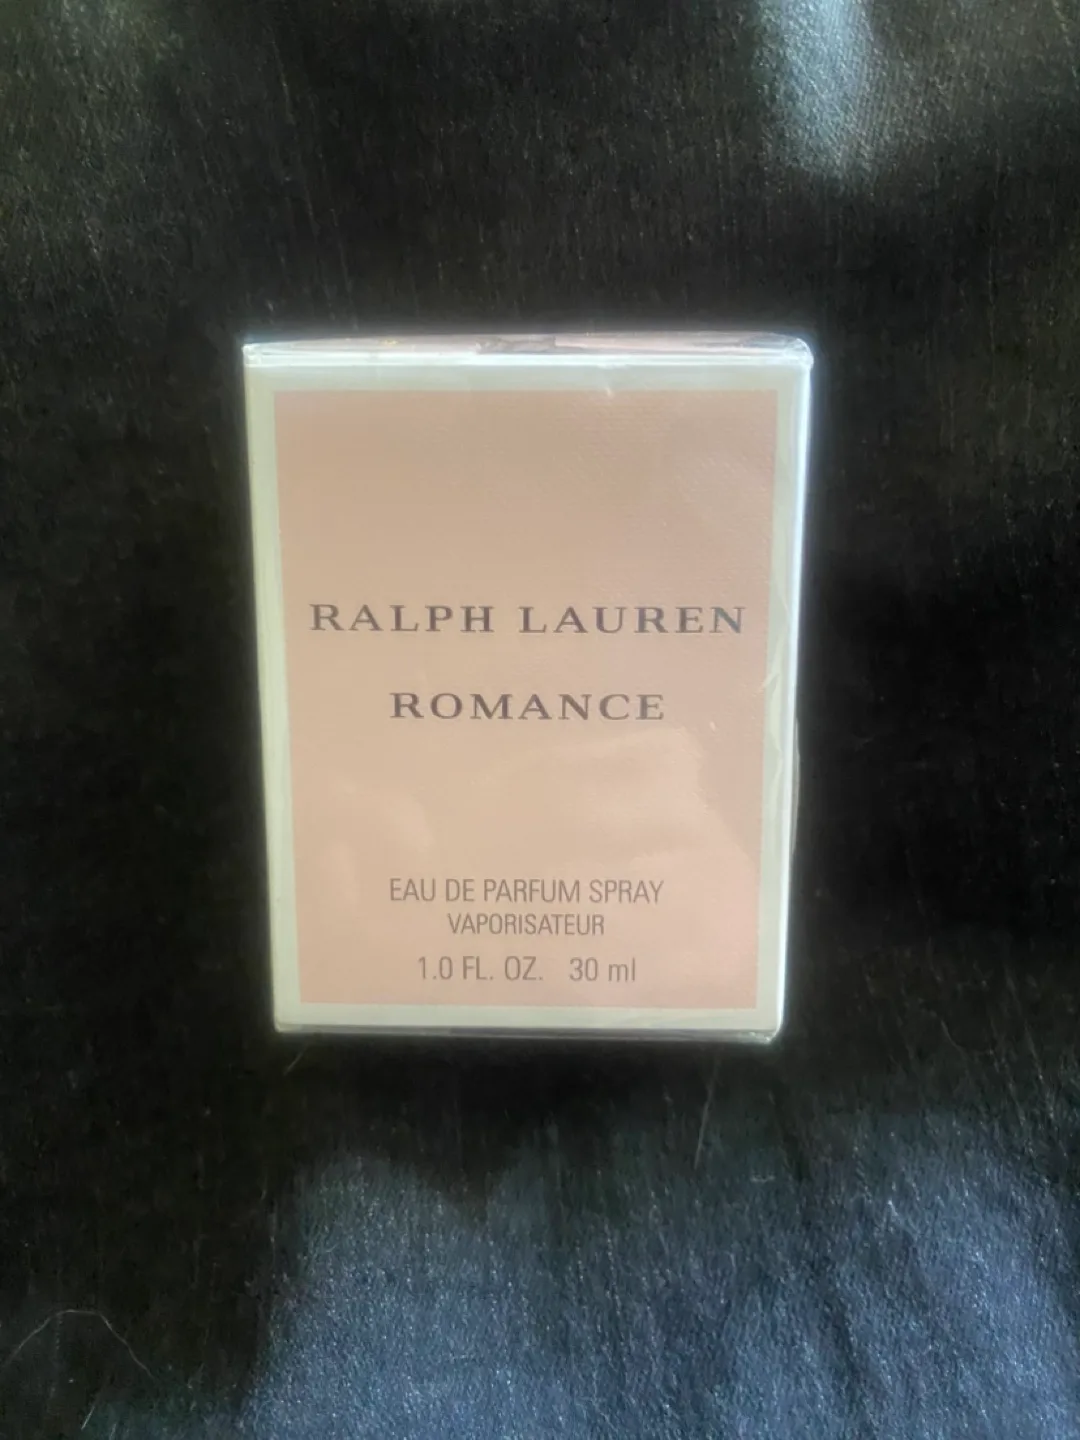 RALPH LAUREN
ROMANCE
EAU DE PARFUM SPRAY
VAPORISATEUR
1.0 FL. OZ. 30 ml